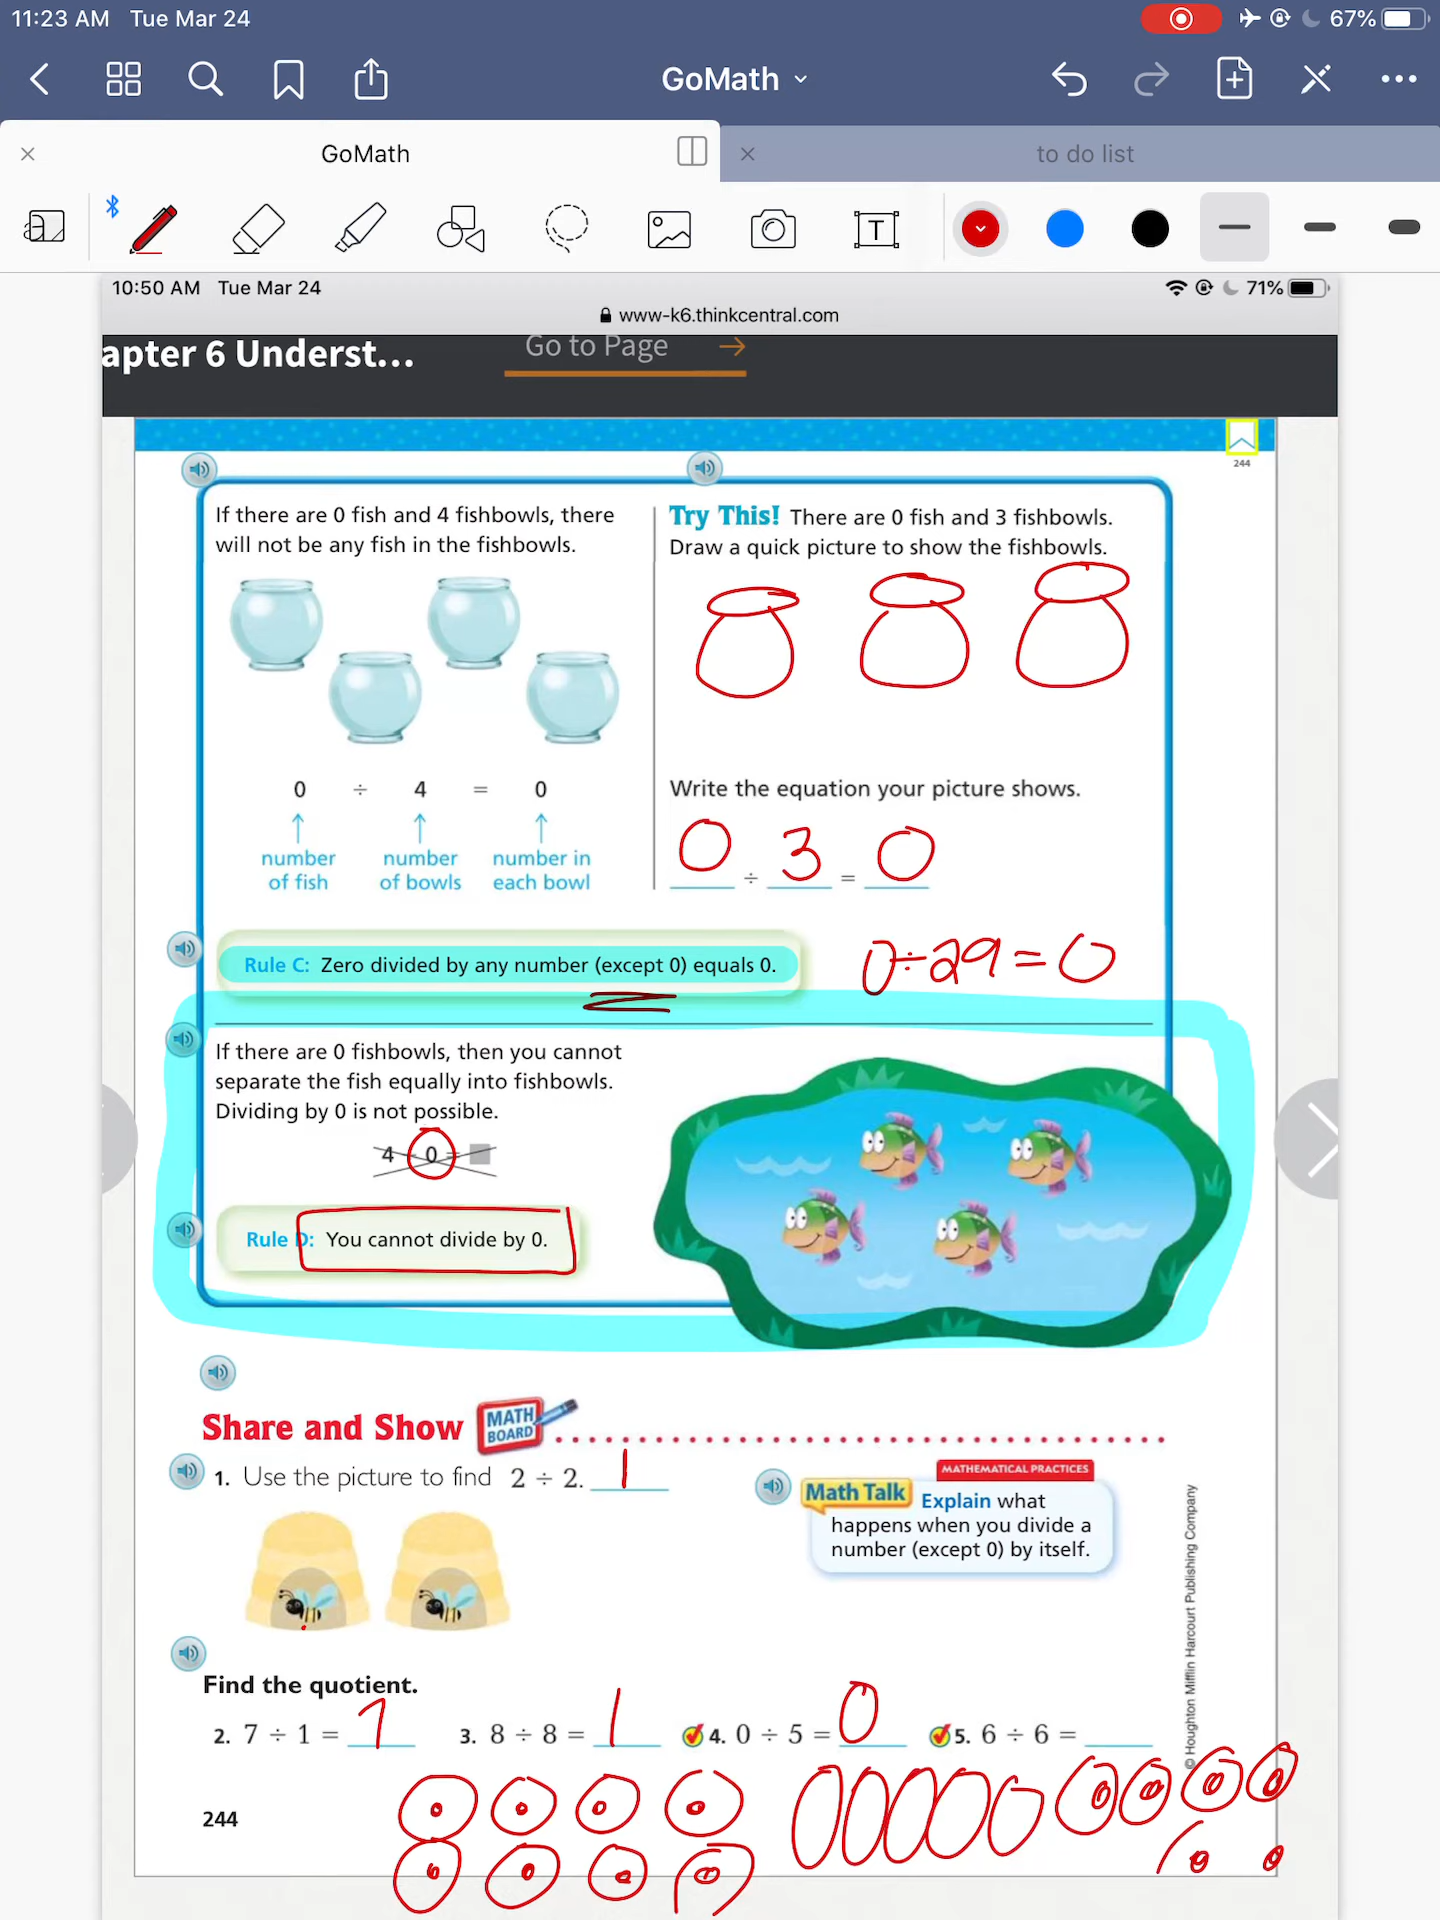 11:23 AM Tue Mar 24
67%
GoMath
GoMath
to do list
10:50 AM Tue Mar 24
71%
www-k6.thinkcentral.com
apter 6 Underst...
Go to Page
244
If there are 0 fish and 4 fishbowls, there
will not be any fish in the fishbowls.
0 ÷ 4 = 0
number of fish
number of bowls
number in each bowl
Try This! There are 0 fish and 3 fishbowls.
Draw a quick picture to show the fishbowls.
Write the equation your picture shows.
0 ÷ 3 = 0
Rule C: Zero divided by any number (except 0) equals 0.
0÷29=0
If there are 0 fishbowls, then you cannot
separate the fish equally into fishbowls.
Dividing by 0 is not possible.
4 ÷ 0 =
Rule D: You cannot divide by 0.
Share and Show MATH BOARD
1. Use the picture to find 2 ÷ 2. 1
MATHEMATICAL PRACTICES
Math Talk Explain what
happens when you divide a
number (except 0) by itself.
Find the quotient.
2. 7 ÷ 1 = 7 3. 8 ÷ 8 = 1 4. 0 ÷ 5 = 0 5. 6 ÷ 6 =
244
© Houghton Mifflin Harcourt Publishing Company